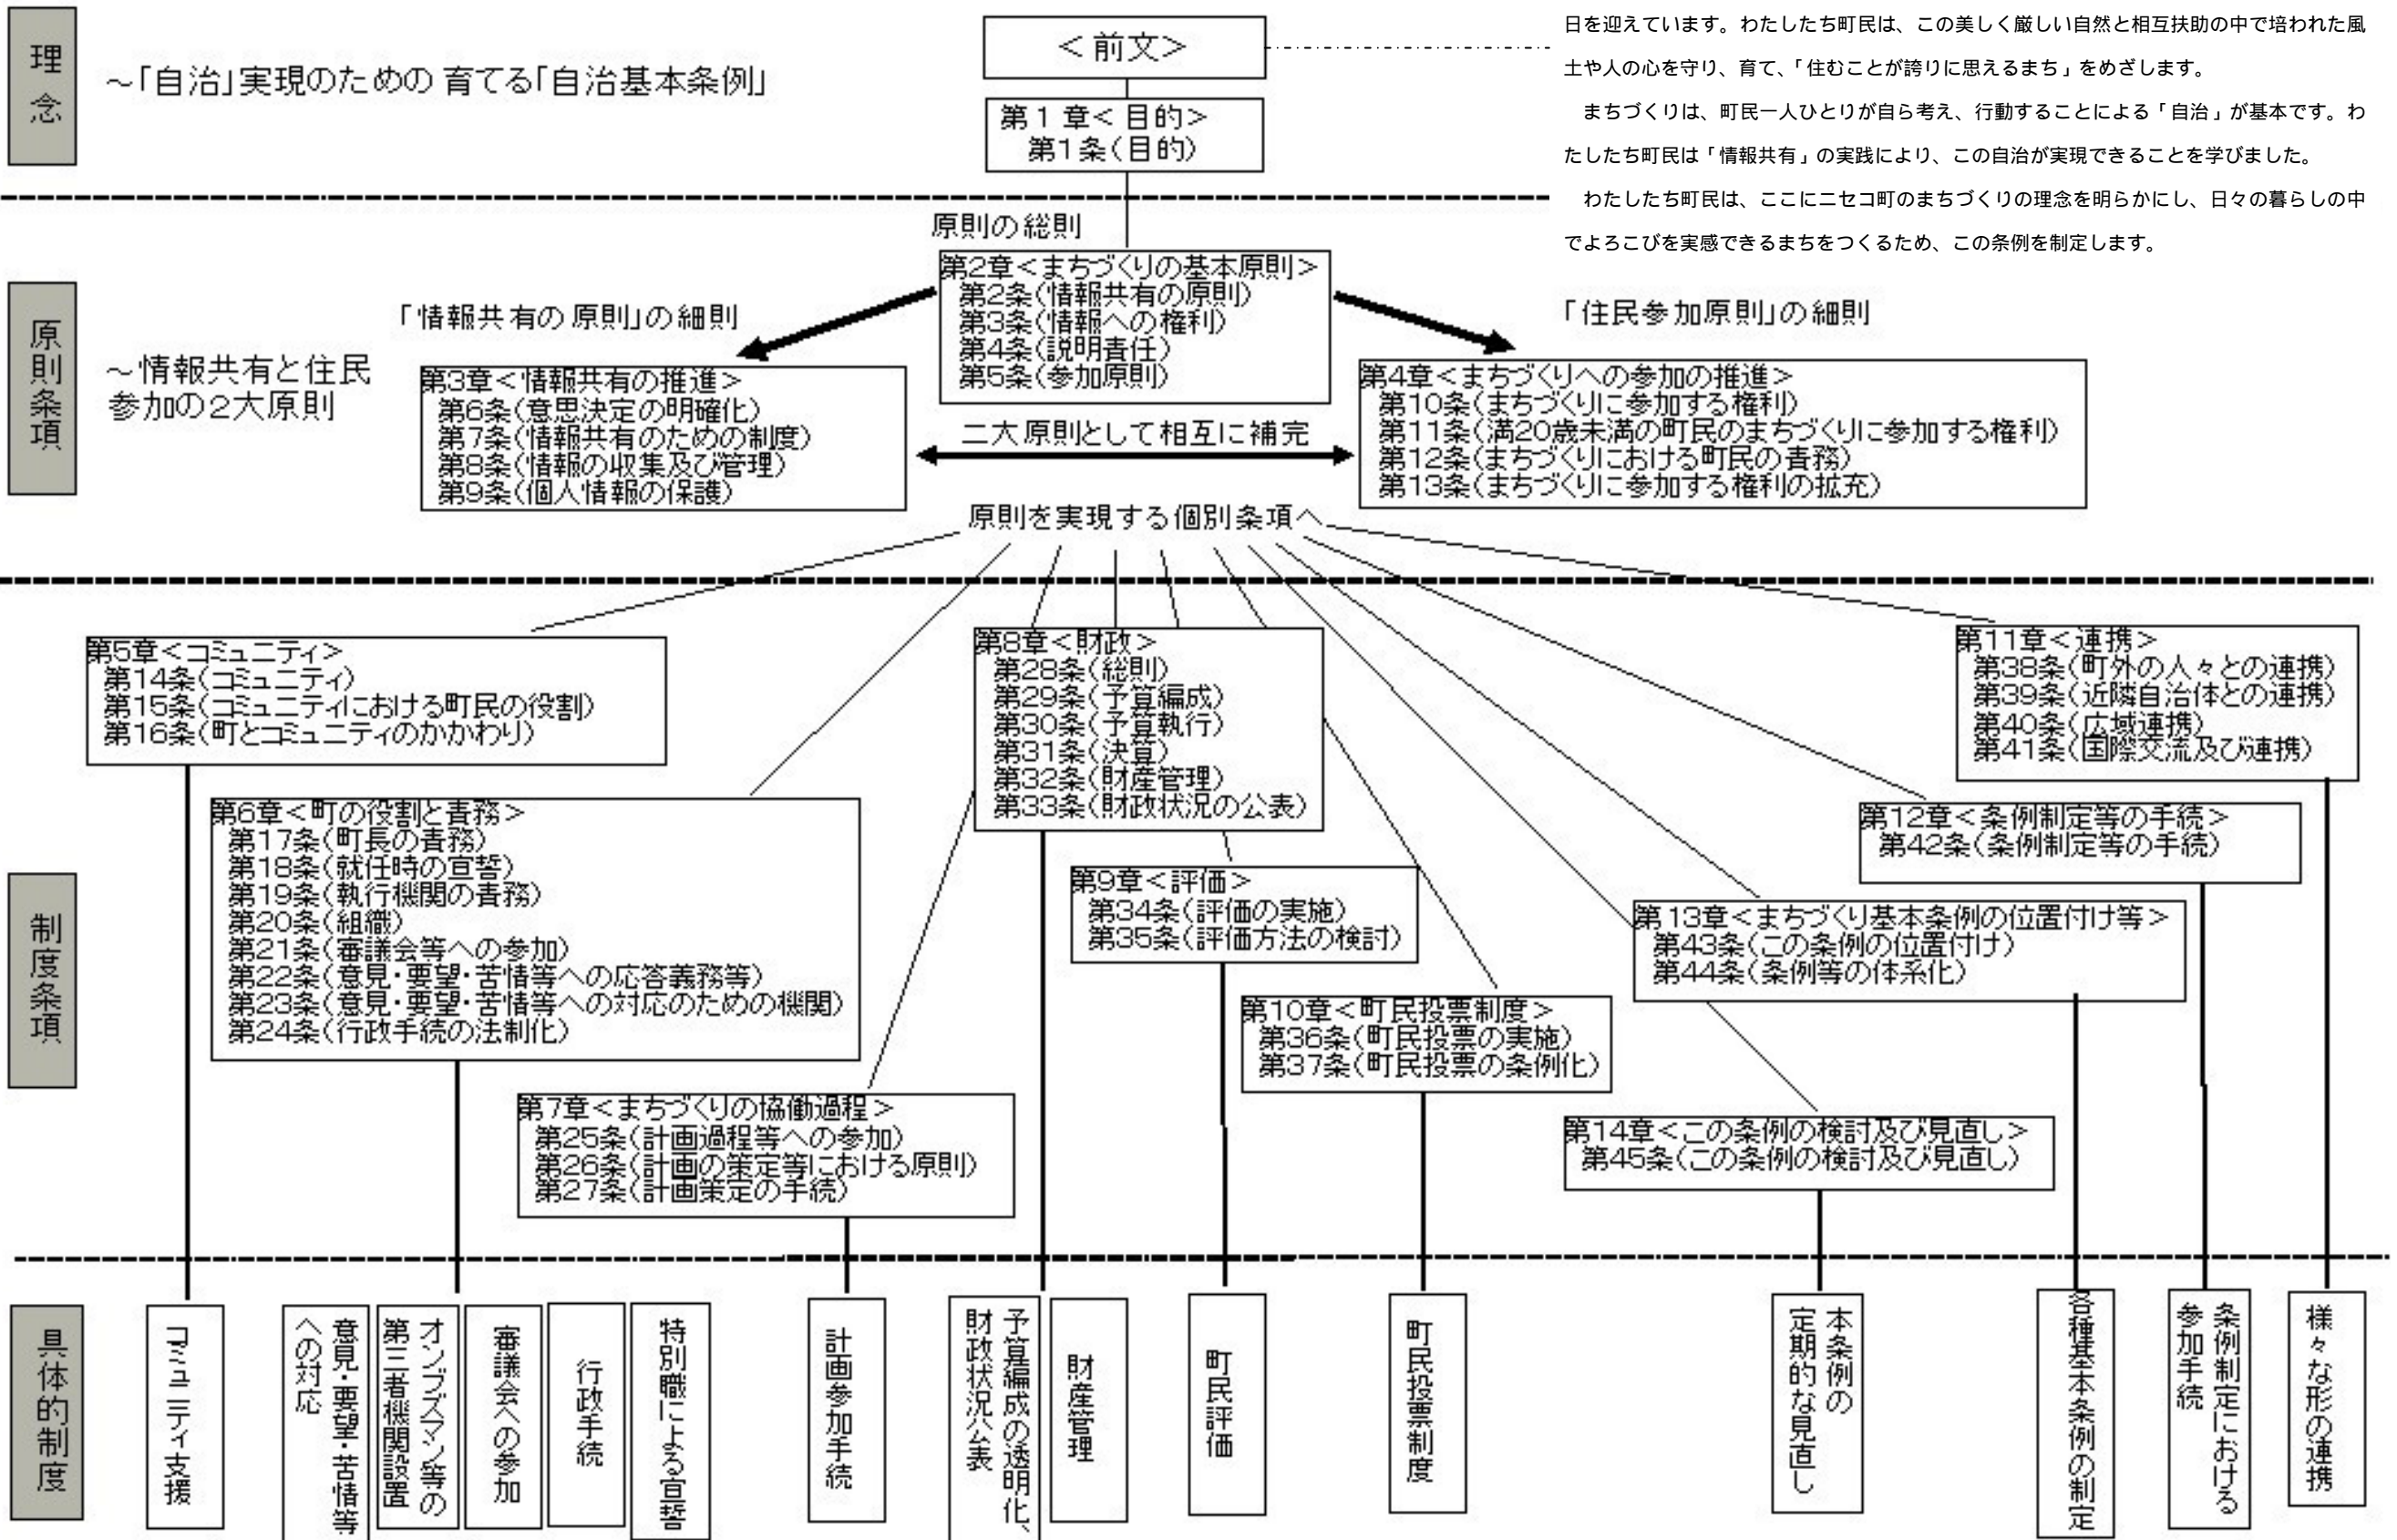 理念
～「自治」実現のための 育てる「自治基本条例」
＜前文＞
日を迎えています。わたしたち町民は、この美しく厳しい自然と相互扶助の中で培われた風
土や人の心を守り、育て、「住むことが誇りに思えるまち」をめざします。
まちづくりは、町民一人ひとりが自ら考え、行動することによる「自治」が基本です。わ
たしたち町民は「情報共有」の実践により、この自治が実現できることを学びました。
わたしたち町民は、ここにニセコ町のまちづくりの理念を明らかにし、日々の暮らしの中
でよろこびを実感できるまちをつくるため、この条例を制定します。
第1章＜目的＞
第1条(目的)
原則条項
～情報共有と住民
参加の2大原則
原則の総則
第2章＜まちづくりの基本原則＞
第2条(情報共有の原則)
第3条(情報への権利)
第4条(説明責任)
第5条(参加原則)
「情報共有の原則」の細則
第3章＜情報共有の推進＞
第6条(意思決定の明確化)
第7条(情報共有のための制度)
第8条(情報の収集及び管理)
第9条(個人情報の保護)
二大原則として相互に補完
「住民参加原則」の細則
第4章＜まちづくりへの参加の推進＞
第10条(まちづくりに参加する権利)
第11条(満20歳未満の町民のまちづくりに参加する権利)
第12条(まちづくりにおける町民の責務)
第13条(まちづくりに参加する権利の拡充)
原則を実現する個別条項へ
制度条項
第5章＜コミュニティ＞
第14条(コミュニティ)
第15条(コミュニティにおける町民の役割)
第16条(町とコミュニティのかかわり)
第6章＜町の役割と責務＞
第17条(町長の責務)
第18条(就任時の宣誓)
第19条(執行機関の責務)
第20条(組織)
第21条(審議会等への参加)
第22条(意見・要望・苦情等への応答義務等)
第23条(意見・要望・苦情等への対応のための機関)
第24条(行政手続の法制化)
第7章＜まちづくりの協働過程＞
第25条(計画過程等への参加)
第26条(計画の策定等における原則)
第27条(計画策定の手続)
第8章＜財政＞
第28条(総則)
第29条(予算編成)
第30条(予算執行)
第31条(決算)
第32条(財産管理)
第33条(財政状況の公表)
第9章＜評価＞
第34条(評価の実施)
第35条(評価方法の検討)
第10章＜町民投票制度＞
第36条(町民投票の実施)
第37条(町民投票の条例化)
第11章＜連携＞
第38条(町外の人々との連携)
第39条(近隣自治体との連携)
第40条(広域連携)
第41条(国際交流及び連携)
第12章＜条例制定等の手続＞
第42条(条例制定等の手続)
第13章＜まちづくり基本条例の位置付け等＞
第43条(この条例の位置付け)
第44条(条例等の体系化)
第14章＜この条例の検討及び見直し＞
第45条(この条例の検討及び見直し)
具体的制度
コミュニティ支援
意見・要望・苦情等
への対応
オンブズマン等の
第三者機関設置
審議会への参加
行政手続
特別職による宣誓
計画参加手続
予算編成の透明化、
財政状況公表
財産管理
町民評価
町民投票制度
本条例の
定期的な見直し
各種基本条例の制定
条例制定における
参加手続
様々な形の連携